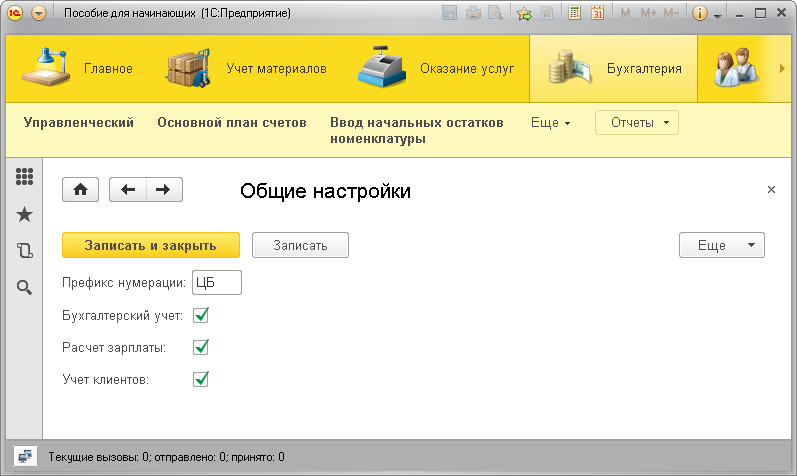 Пособие для начинающих (1С:Предприятие)
M M+ M-
Главное
Учет материалов
Оказание услуг
Бухгалтерия
Управленческий
Основной план счетов
Ввод начальных остатков
номенклатуры
Еще
Отчеты
Общие настройки
Записать и закрыть
Записать
Еще
Префикс нумерации: ЦБ
Бухгалтерский учет:
Расчет зарплаты:
Учет клиентов:
Текущие вызовы: 0; отправлено: 0; принято: 0